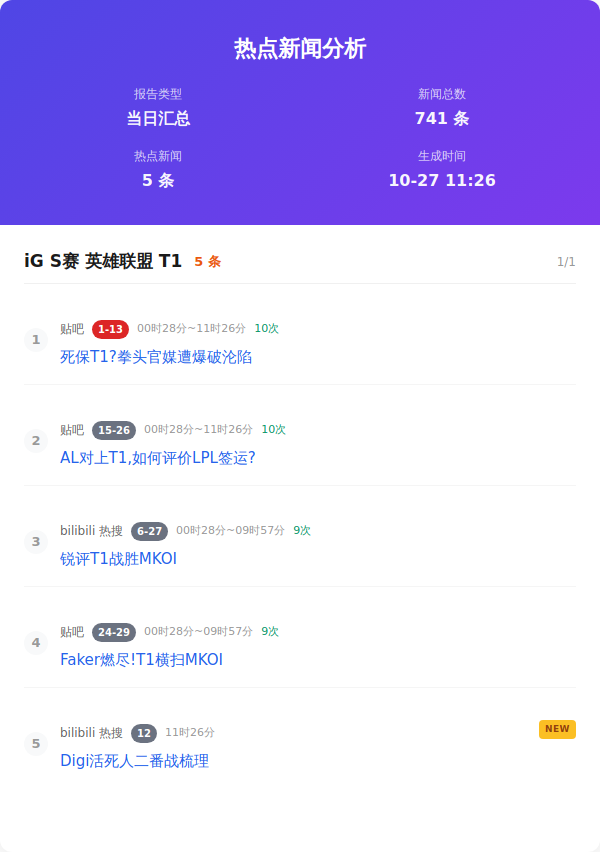 热点新闻分析
报告类型
新闻总数
当日汇总
741 条
热点新闻
生成时间
5 条
10-27 11:26
iG S赛 英雄联盟 T1 5 条 1/1
1 贴吧 1-13 00时28分~11时26分 10次
死保T1?拳头官媒遭爆破沦陷
2 贴吧 15-26 00时28分~11时26分 10次
AL对上T1,如何评价LPL签运?
3 bilibili 热搜 6-27 00时28分~09时57分 9次
锐评T1战胜MKOI
4 贴吧 24-29 00时28分~09时57分 9次
Faker燃尽!T1横扫MKOI
5 bilibili 热搜 12 11时26分 NEW
Digi活死人二番战梳理